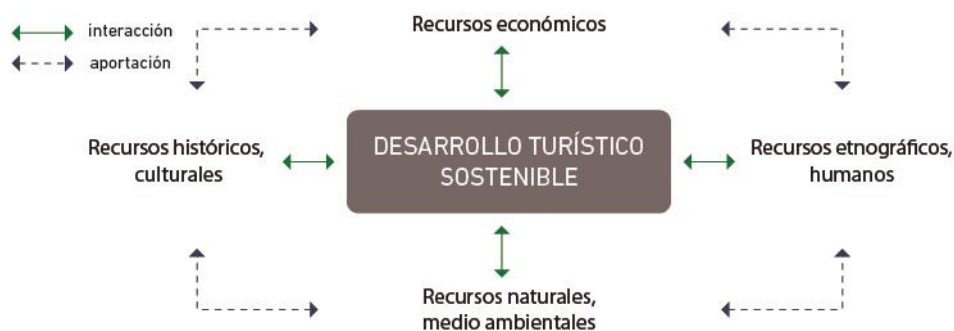 interacción
aportación
Recursos económicos
Recursos históricos,
culturales
DESARROLLO TURÍSTICO
SOSTENIBLE
Recursos etnográficos,
humanos
Recursos naturales,
medio ambientales